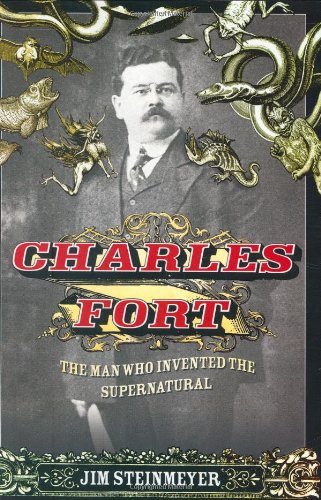 CHARLES
FORT
THE MAN WHO INVENTED THE
SUPERNATURAL
JIM STEINMEYER